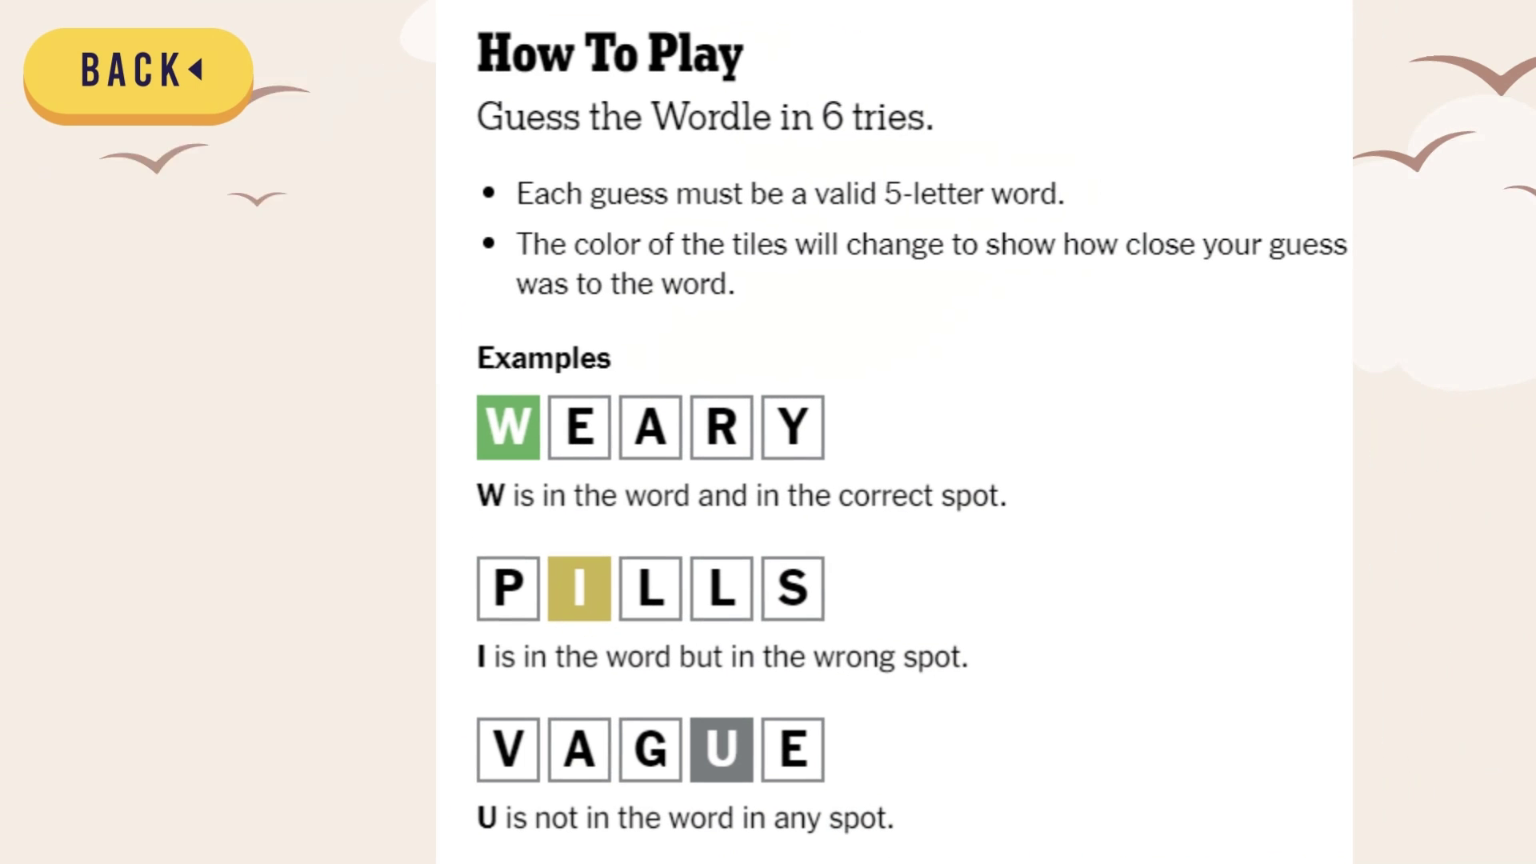 BACK
How To Play
Guess the Wordle in 6 tries.
• Each guess must be a valid 5-letter word.
• The color of the tiles will change to show how close your guess
was to the word.
Examples
W E A R Y
W is in the word and in the correct spot.
P I L L S
I is in the word but in the wrong spot.
V A G U E
U is not in the word in any spot.